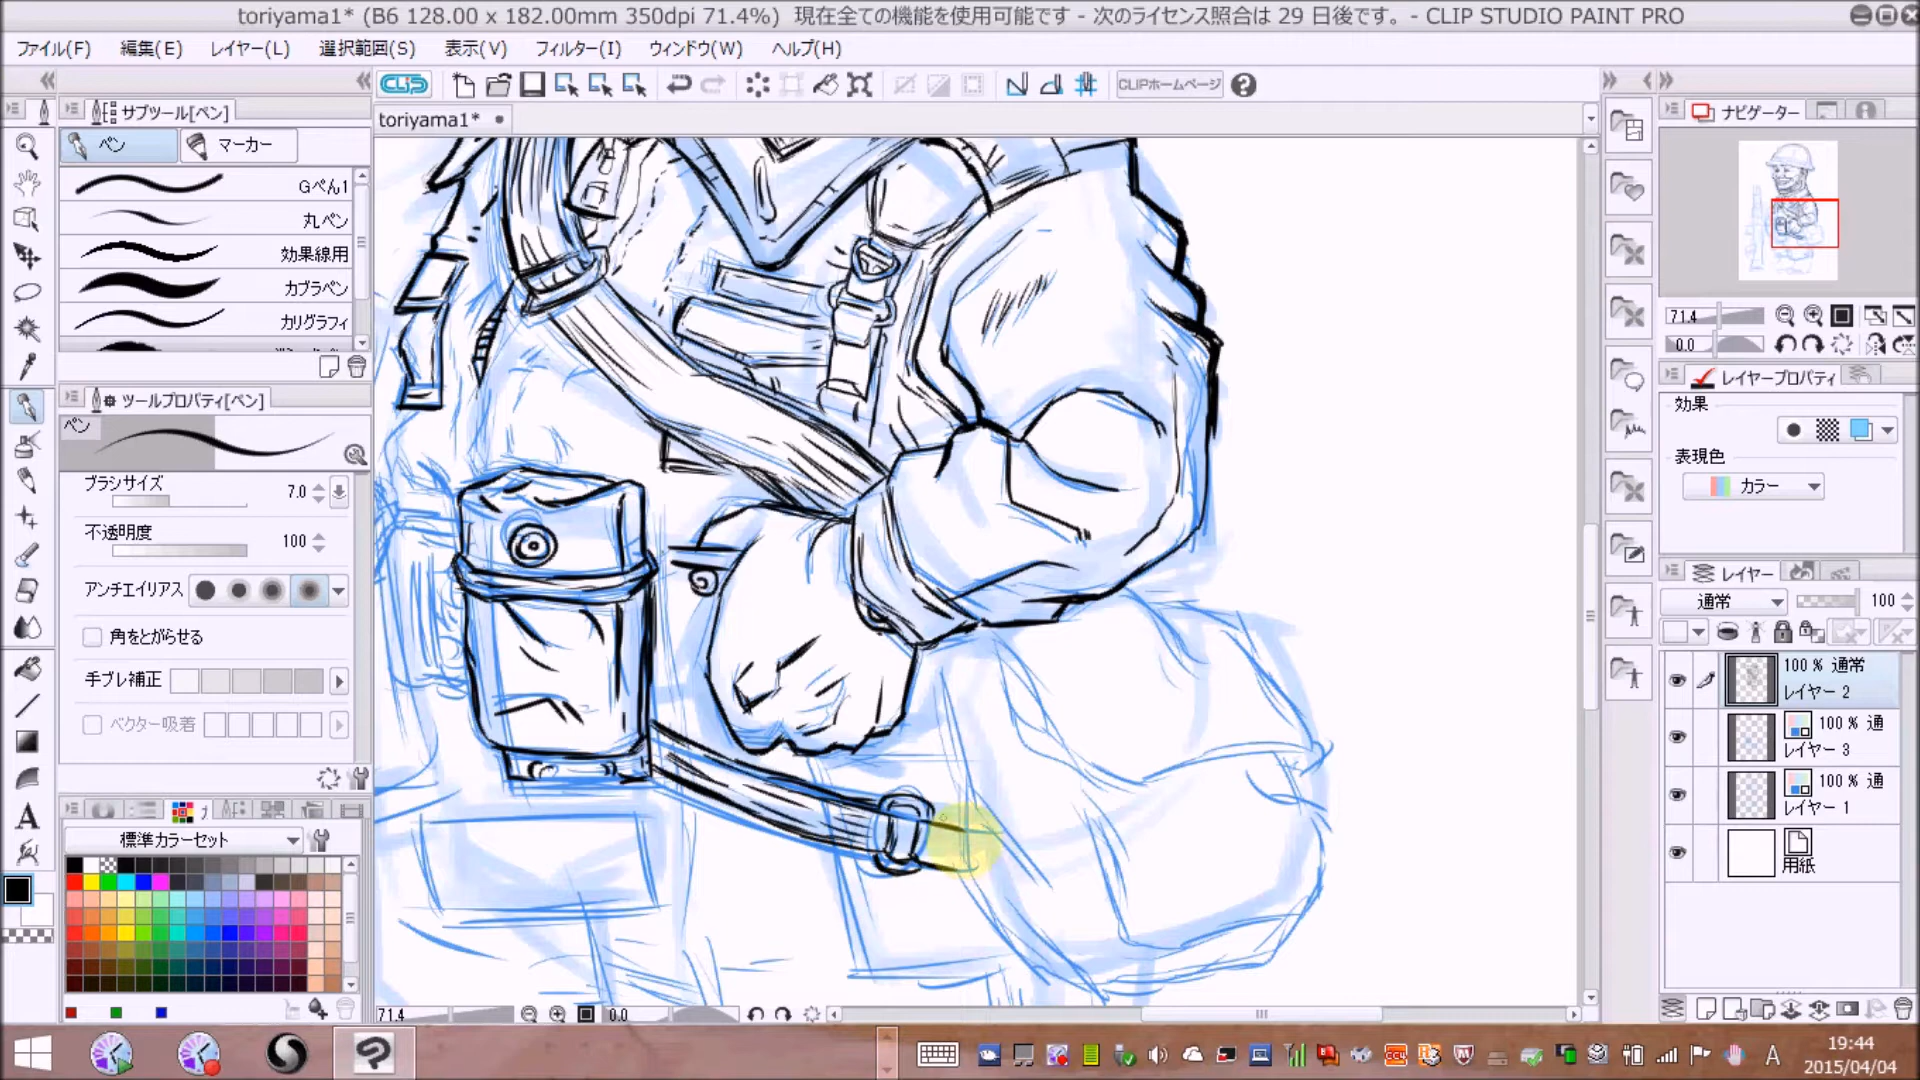 toriyama1* (B6 128.00 x 182.00mm 350dpi 71.4%)  現在全ての機能を使用可能です - 次のライセンス照合は 29 日後です。 - CLIP STUDIO PAINT PRO
ファイル(F) 編集(E) レイヤー(L) 選択範囲(S) 表示(V) フィルター(I) ウィンドウ(W) ヘルプ(H)
CLIP CLIPホームページ
サブツール[ペン]
toriyama1*
ナビゲーター
ペン マーカー
Gペン1
丸ペン
効果線用
カブラペン
カリグラフィ
71.4
0.0
レイヤープロパティ
効果
表現色
カラー
ツールプロパティ[ペン]
ペン
ブラシサイズ 7.0
不透明度 100
アンチエイリアス
角をとがらせる
手ブレ補正
ベクター吸着
レイヤー
通常 100
100 % 通常
レイヤー 2
100 % 通
レイヤー 3
100 % 通
レイヤー 1
用紙
標準カラーセット
71.4 0.0
A
19:44
2015/04/04